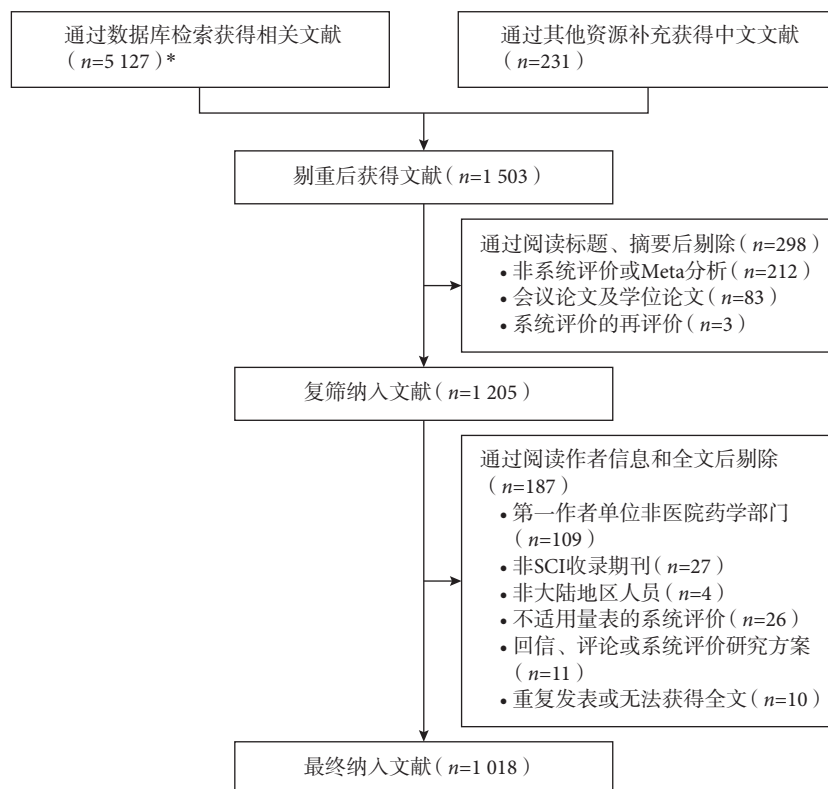 通过数据库检索获得相关文献
（n=5 127）*
通过其他资源补充获得中文文献
（n=231）
剔重后获得文献（n=1 503）
通过阅读标题、摘要后剔除（n=298）
• 非系统评价或Meta分析（n=212）
• 会议论文及学位论文（n=83）
• 系统评价的再评价（n=3）
复筛纳入文献（n=1 205）
通过阅读作者信息和全文后剔除
（n=187）
• 第一作者单位非医院药学部门
（n=109）
• 非SCI收录期刊（n=27）
• 非大陆地区人员（n=4）
• 不适用量表的系统评价（n=26）
• 回信、评论或系统评价研究方案
（n=11）
• 重复发表或无法获得全文（n=10）
最终纳入文献（n=1 018）